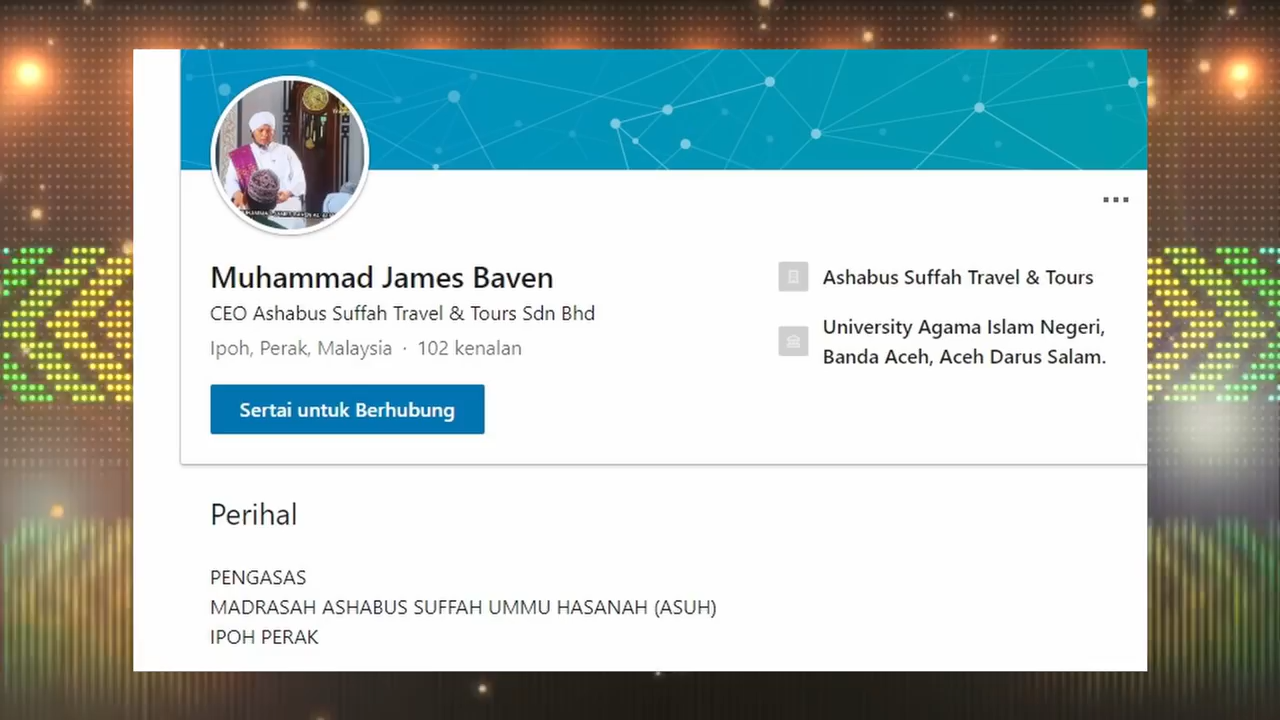 Muhammad James Baven
CEO Ashabus Suffah Travel & Tours Sdn Bhd
Ipoh, Perak, Malaysia · 102 kenalan
Sertai untuk Berhubung
Ashabus Suffah Travel & Tours
University Agama Islam Negeri,
Banda Aceh, Aceh Darus Salam.
Perihal
PENGASAS
MADRASAH ASHABUS SUFFAH UMMU HASANAH (ASUH)
IPOH PERAK